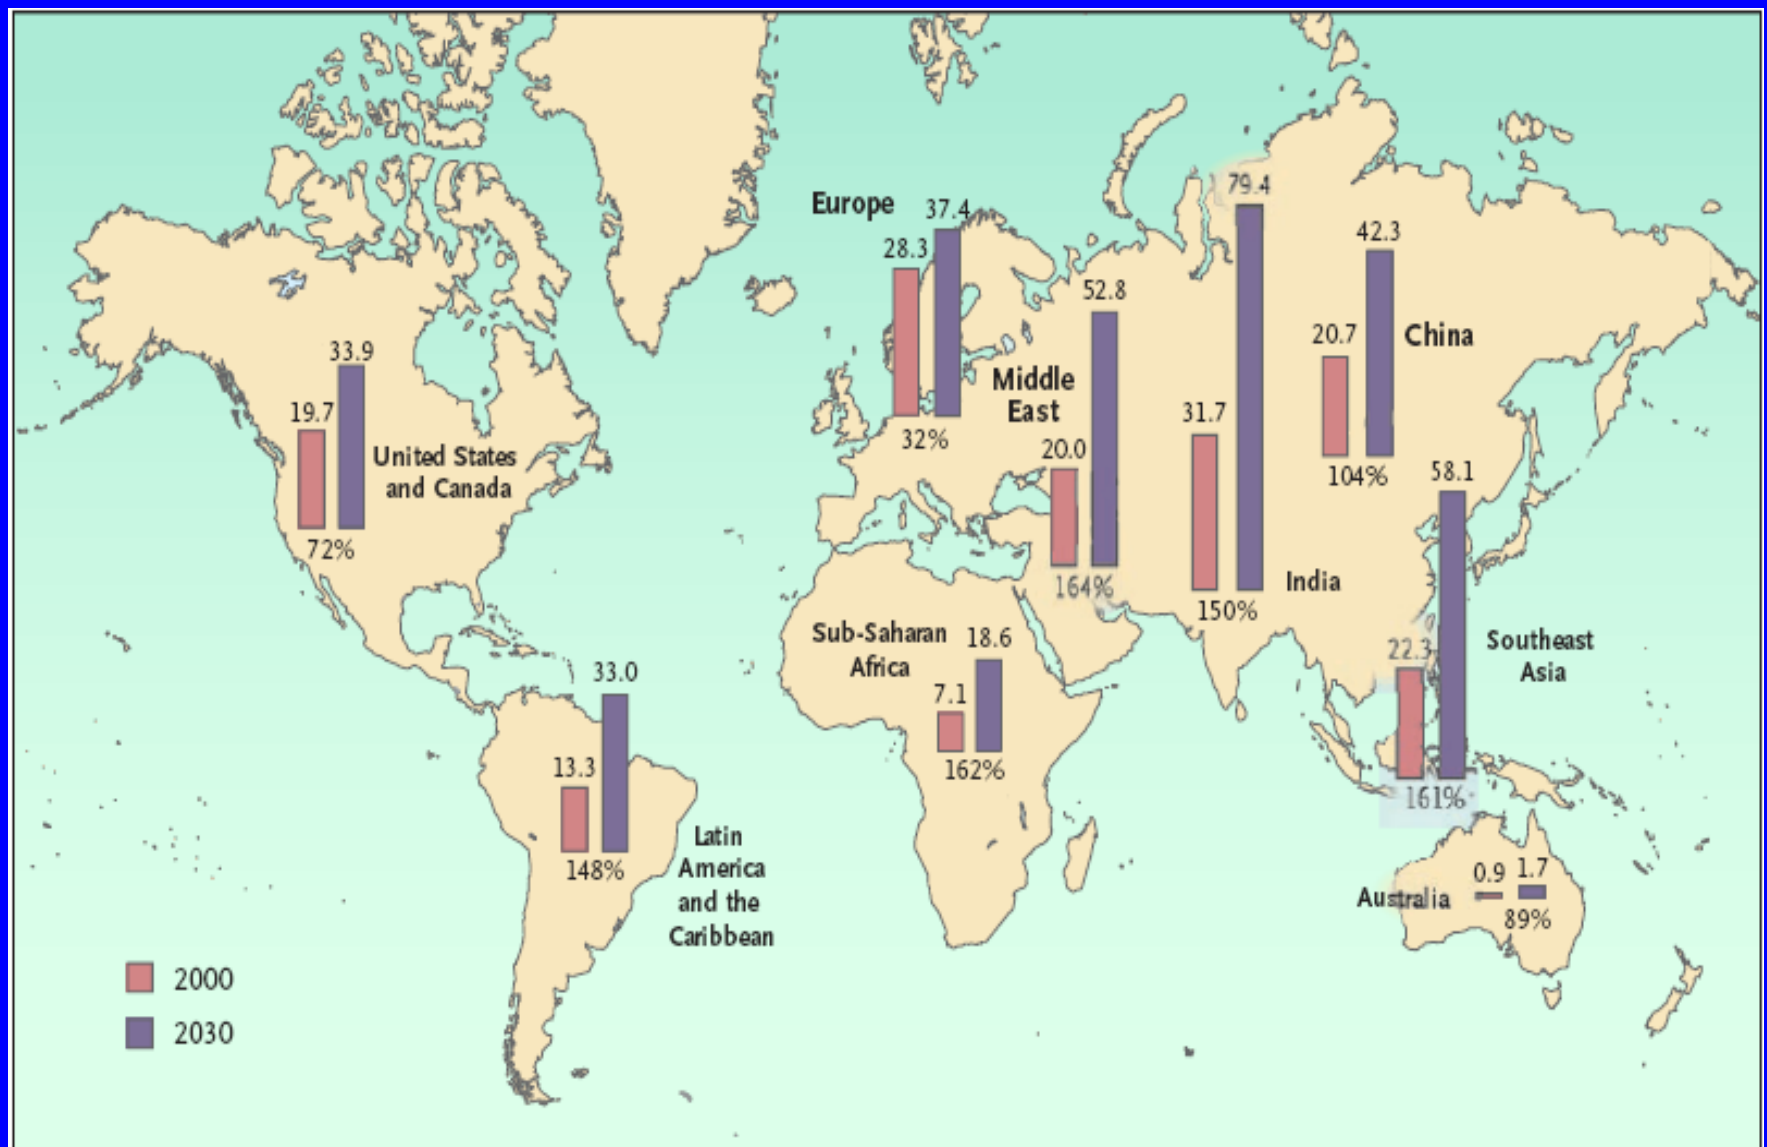 Europe
28.3
37.4
32%
79.4
52.8
42.3
20.7
China
104%
33.9
19.7
United States
and Canada
72%
Middle
East
20.0
164%
31.7
150%
India
58.1
22.3
Southeast
Asia
161%
Sub-Saharan
Africa
18.6
7.1
162%
33.0
13.3
148%
Latin
America
and the
Caribbean
0.9
1.7
Australia
89%
2000
2030